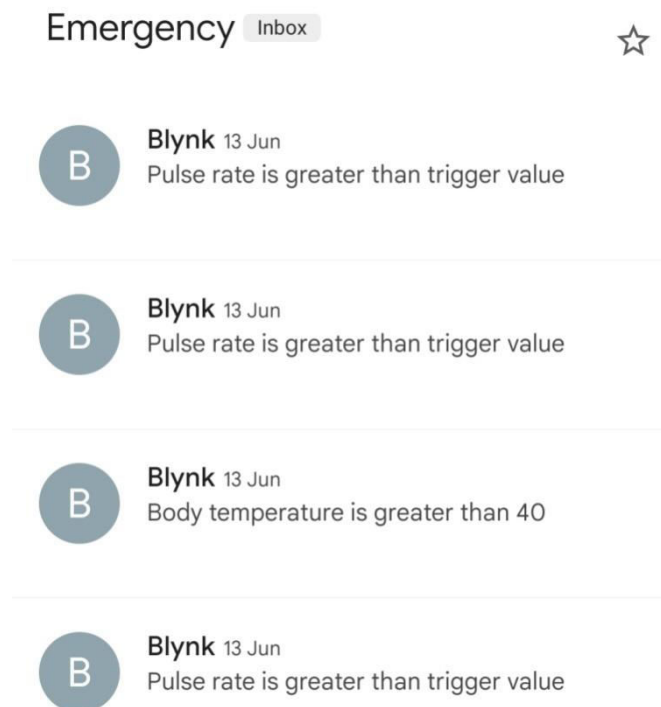 Emergency Inbox
B
Blynk 13 Jun
Pulse rate is greater than trigger value
B
Blynk 13 Jun
Pulse rate is greater than trigger value
B
Blynk 13 Jun
Body temperature is greater than 40
B
Blynk 13 Jun
Pulse rate is greater than trigger value